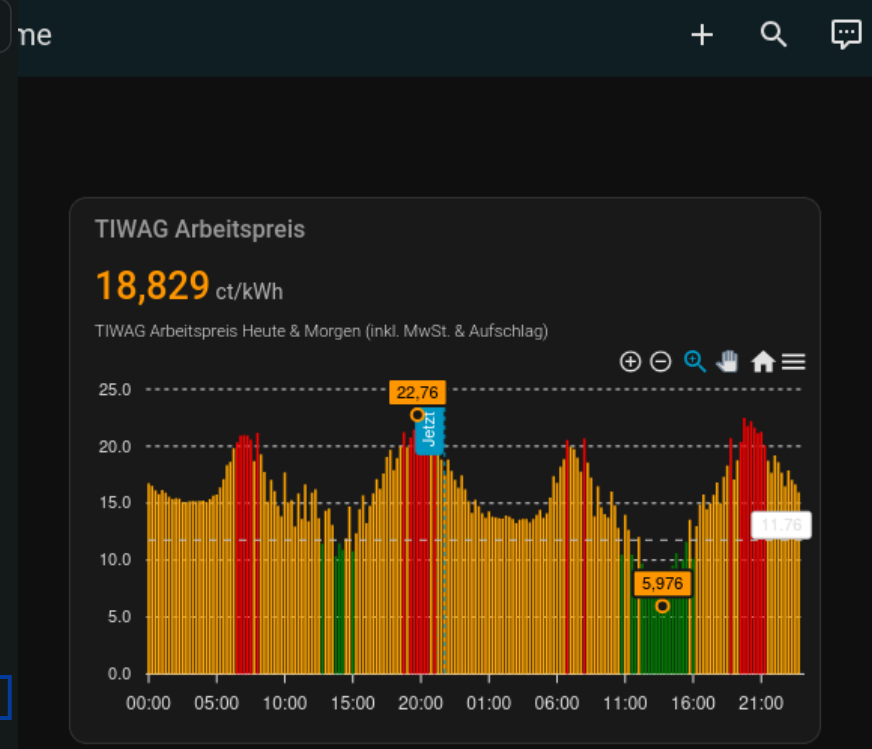 me
TIWAG Arbeitspreis
18,829 ct/kWh
TIWAG Arbeitspreis Heute & Morgen (inkl. MwSt. & Aufschlag)
25.0
22,76
Jetzt
20.0
15.0
11.76
10.0
5,976
5.0
0.0
00:00 05:00 10:00 15:00 20:00 01:00 06:00 11:00 16:00 21:00